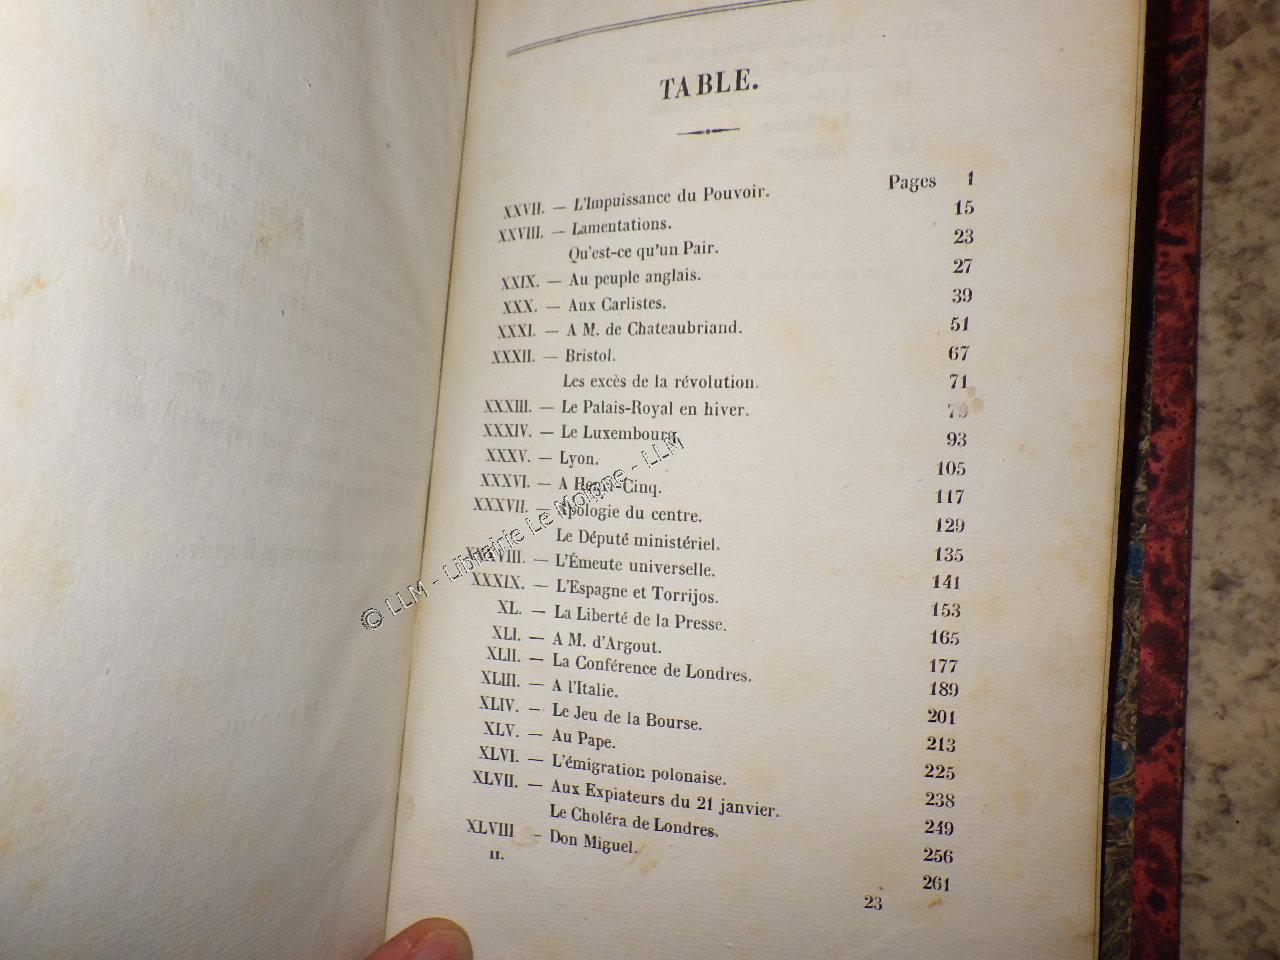 TABLE.
Pages
XXVII. — L'Impuissance du Pouvoir. 1
XXVIII. — Lamentations. 15
Qu'est-ce qu'un Pair. 23
XXIX. — Au peuple anglais. 27
XXX. — Aux Carlistes. 39
XXXI. — A M. de Chateaubriand. 51
XXXII. — Bristol. 67
Les excès de la révolution. 71
XXXIII. — Le Palais-Royal en hiver. 79
XXXIV. — Le Luxembourg. 93
XXXV. — Lyon. 105
XXXVI. — A Henri-Cinq. 117
XXXVII. — Apologie du centre. 129
Le Député ministériel. 135
XXXVIII. — L'Émeute universelle. 141
XXXIX. — L'Espagne et Torrijos. 153
XL. — La Liberté de la Presse. 165
XLI. — A M. d'Argout. 177
XLII. — La Conférence de Londres. 189
XLIII. — A l'Italie. 201
XLIV. — Le Jeu de la Bourse. 213
XLV. — Au Pape. 225
XLVI. — L'émigration polonaise. 238
XLVII. — Aux Expiateurs du 21 janvier. 249
Le Choléra de Londres. 256
XLVIII – Don Miguel. 261
II. 23
© LLM - Librairie Le Moigne - LLM